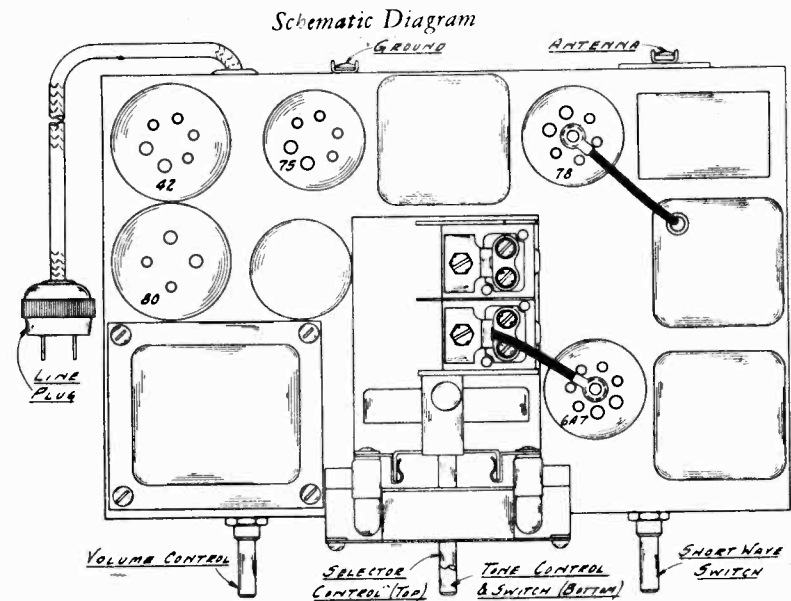 Schematic Diagram
GROUND
ANTENNA
42
75
78
80
LINE
PLUG
6A7
VOLUME CONTROL
SELECTOR
CONTROL (TOP)
TONE CONTROL
& SWITCH (BOTTOM)
SHORT WAVE
SWITCH